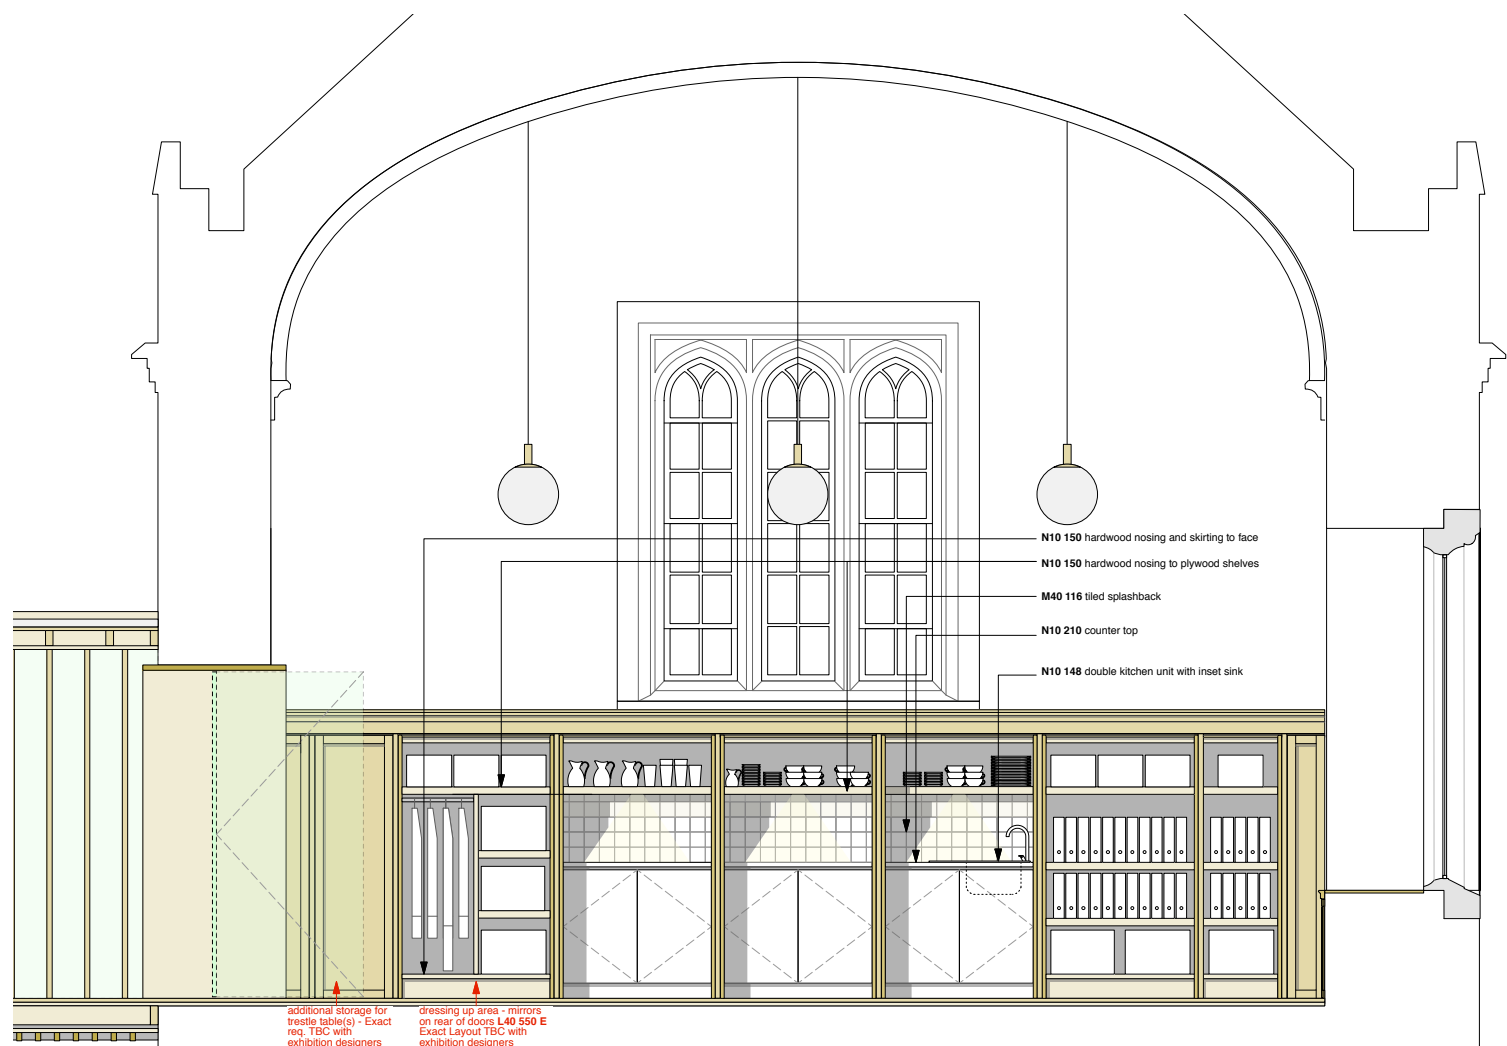 N10 150 hardwood nosing and skirting to face
N10 150 hardwood nosing to plywood shelves
M40 116 tiled splashback
N10 210 counter top
N10 148 double kitchen unit with inset sink
additional storage for
trestle table(s) - Exact
req. TBC with
exhibition designers
dressing up area - mirrors
on rear of doors L40 550 E
Exact Layout TBC with
exhibition designers